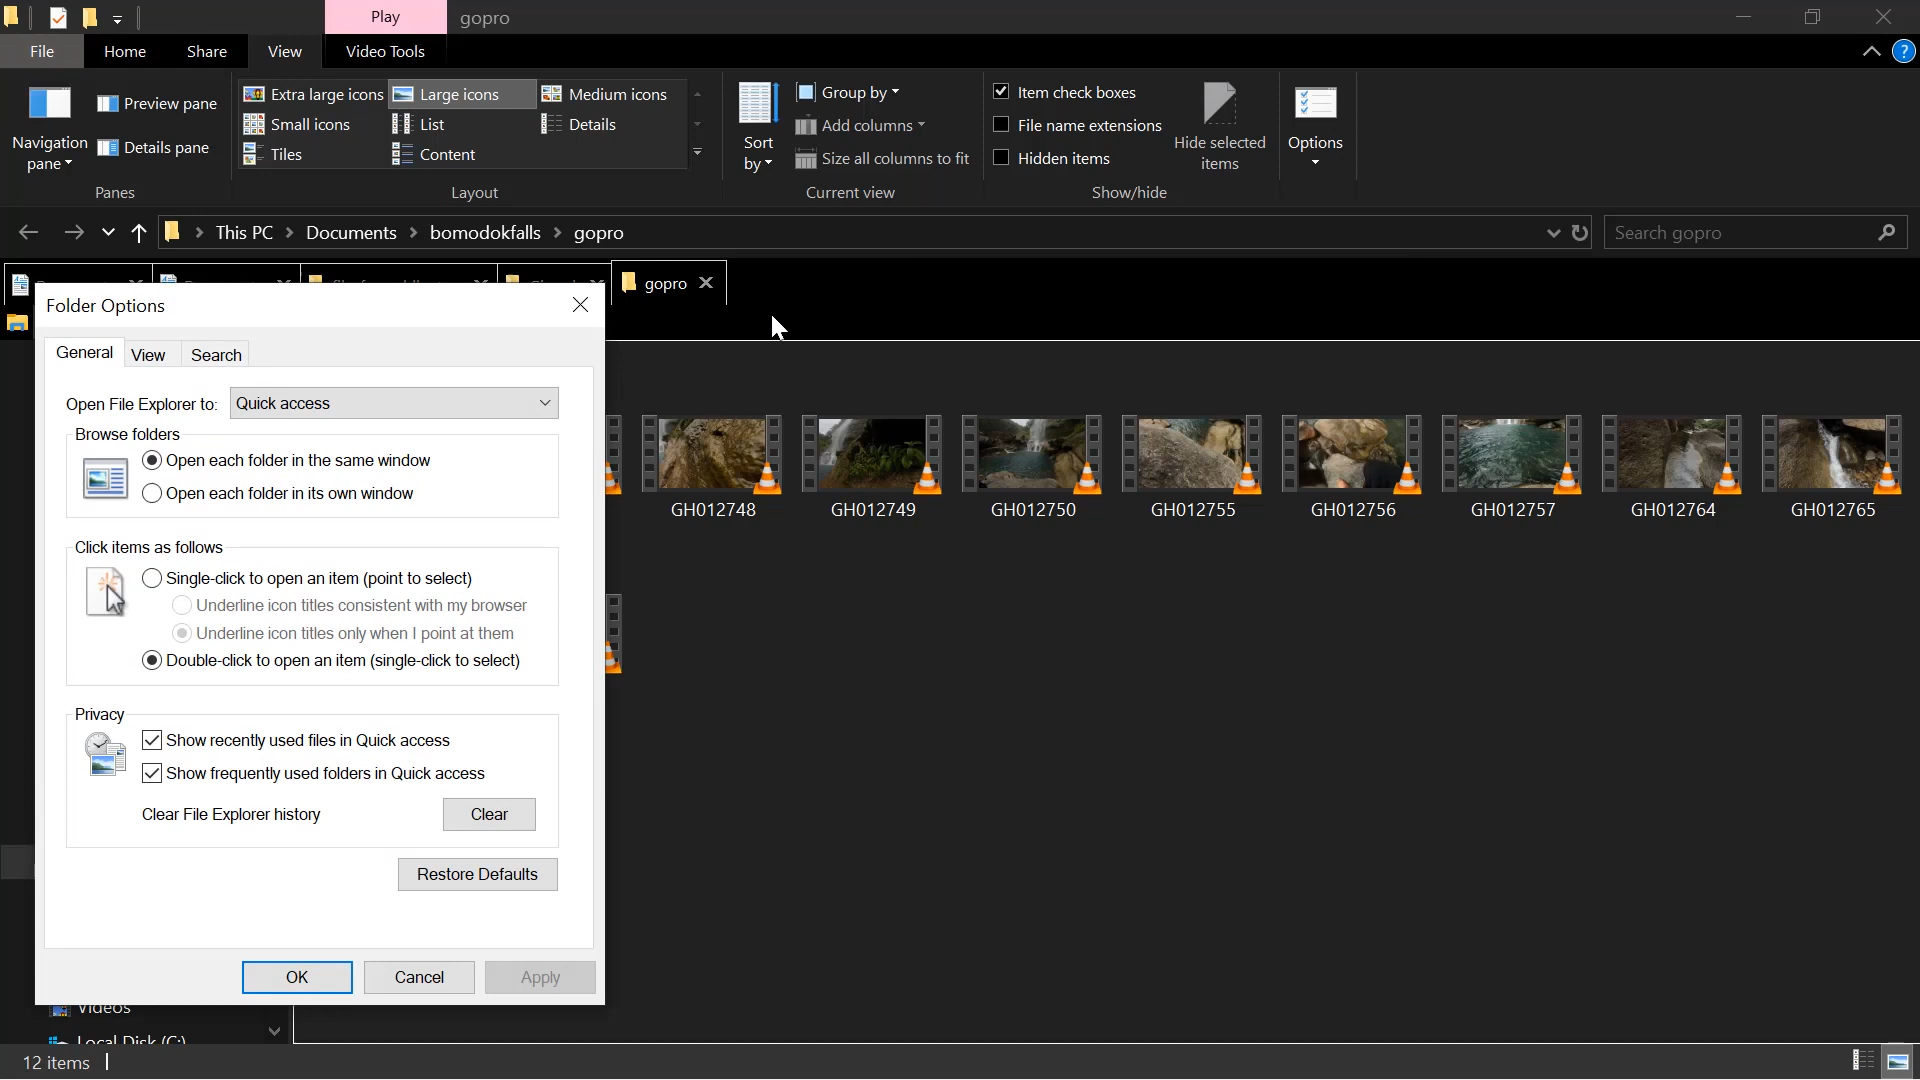 Play
gopro
File
Home
Share
View
Video Tools
Navigation pane
Preview pane
Details pane
Panes
Extra large icons
Large icons
Medium icons
Small icons
List
Details
Tiles
Content
Layout
Sort by
Group by
Add columns
Size all columns to fit
Current view
Item check boxes
File name extensions
Hidden items
Hide selected items
Show/hide
Options
This PC
Documents
bomodokfalls
gopro
Search gopro
gopro
Folder Options
General
View
Search
Open File Explorer to:
Quick access
Browse folders
Open each folder in the same window
Open each folder in its own window
Click items as follows
Single-click to open an item (point to select)
Underline icon titles consistent with my browser
Underline icon titles only when I point at them
Double-click to open an item (single-click to select)
Privacy
Show recently used files in Quick access
Show frequently used folders in Quick access
Clear File Explorer history
Clear
Restore Defaults
OK
Cancel
Apply
GH012748
GH012749
GH012750
GH012755
GH012756
GH012757
GH012764
GH012765
Videos
Local Disk (C:)
12 items